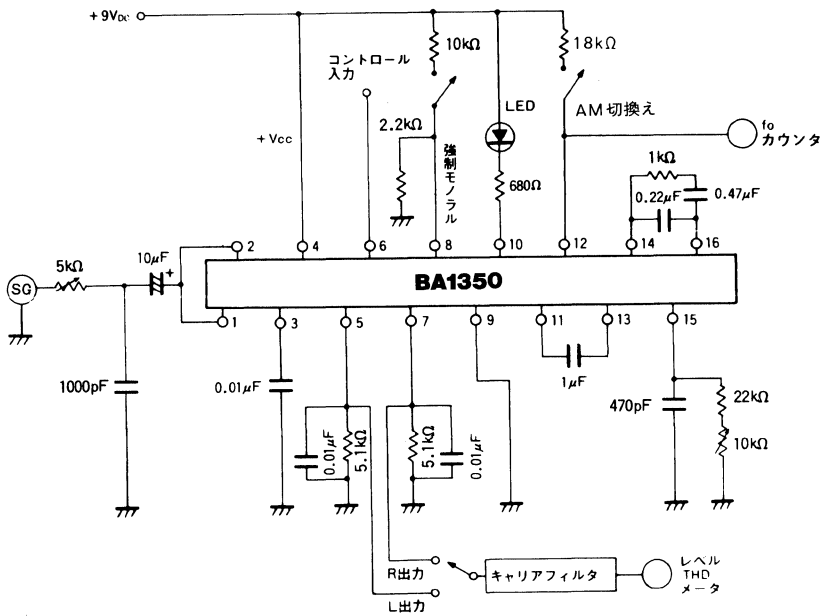 +9VDC
コントロール
入力
10kΩ
18kΩ
LED
AM切換え
fo
カウンタ
+Vcc
2.2kΩ
強制モノラル
680Ω
1kΩ
0.22μF
0.47μF
2
4
6
8
10
12
14
16
SG
5kΩ
10μF
+
BA1350
1
3
5
7
9
11
13
15
1000pF
0.01μF
0.01μF
5.1kΩ
5.1kΩ
0.01μF
1μF
470pF
22kΩ
10kΩ
R出力
L出力
キャリアフィルタ
レベル
THD
メータ